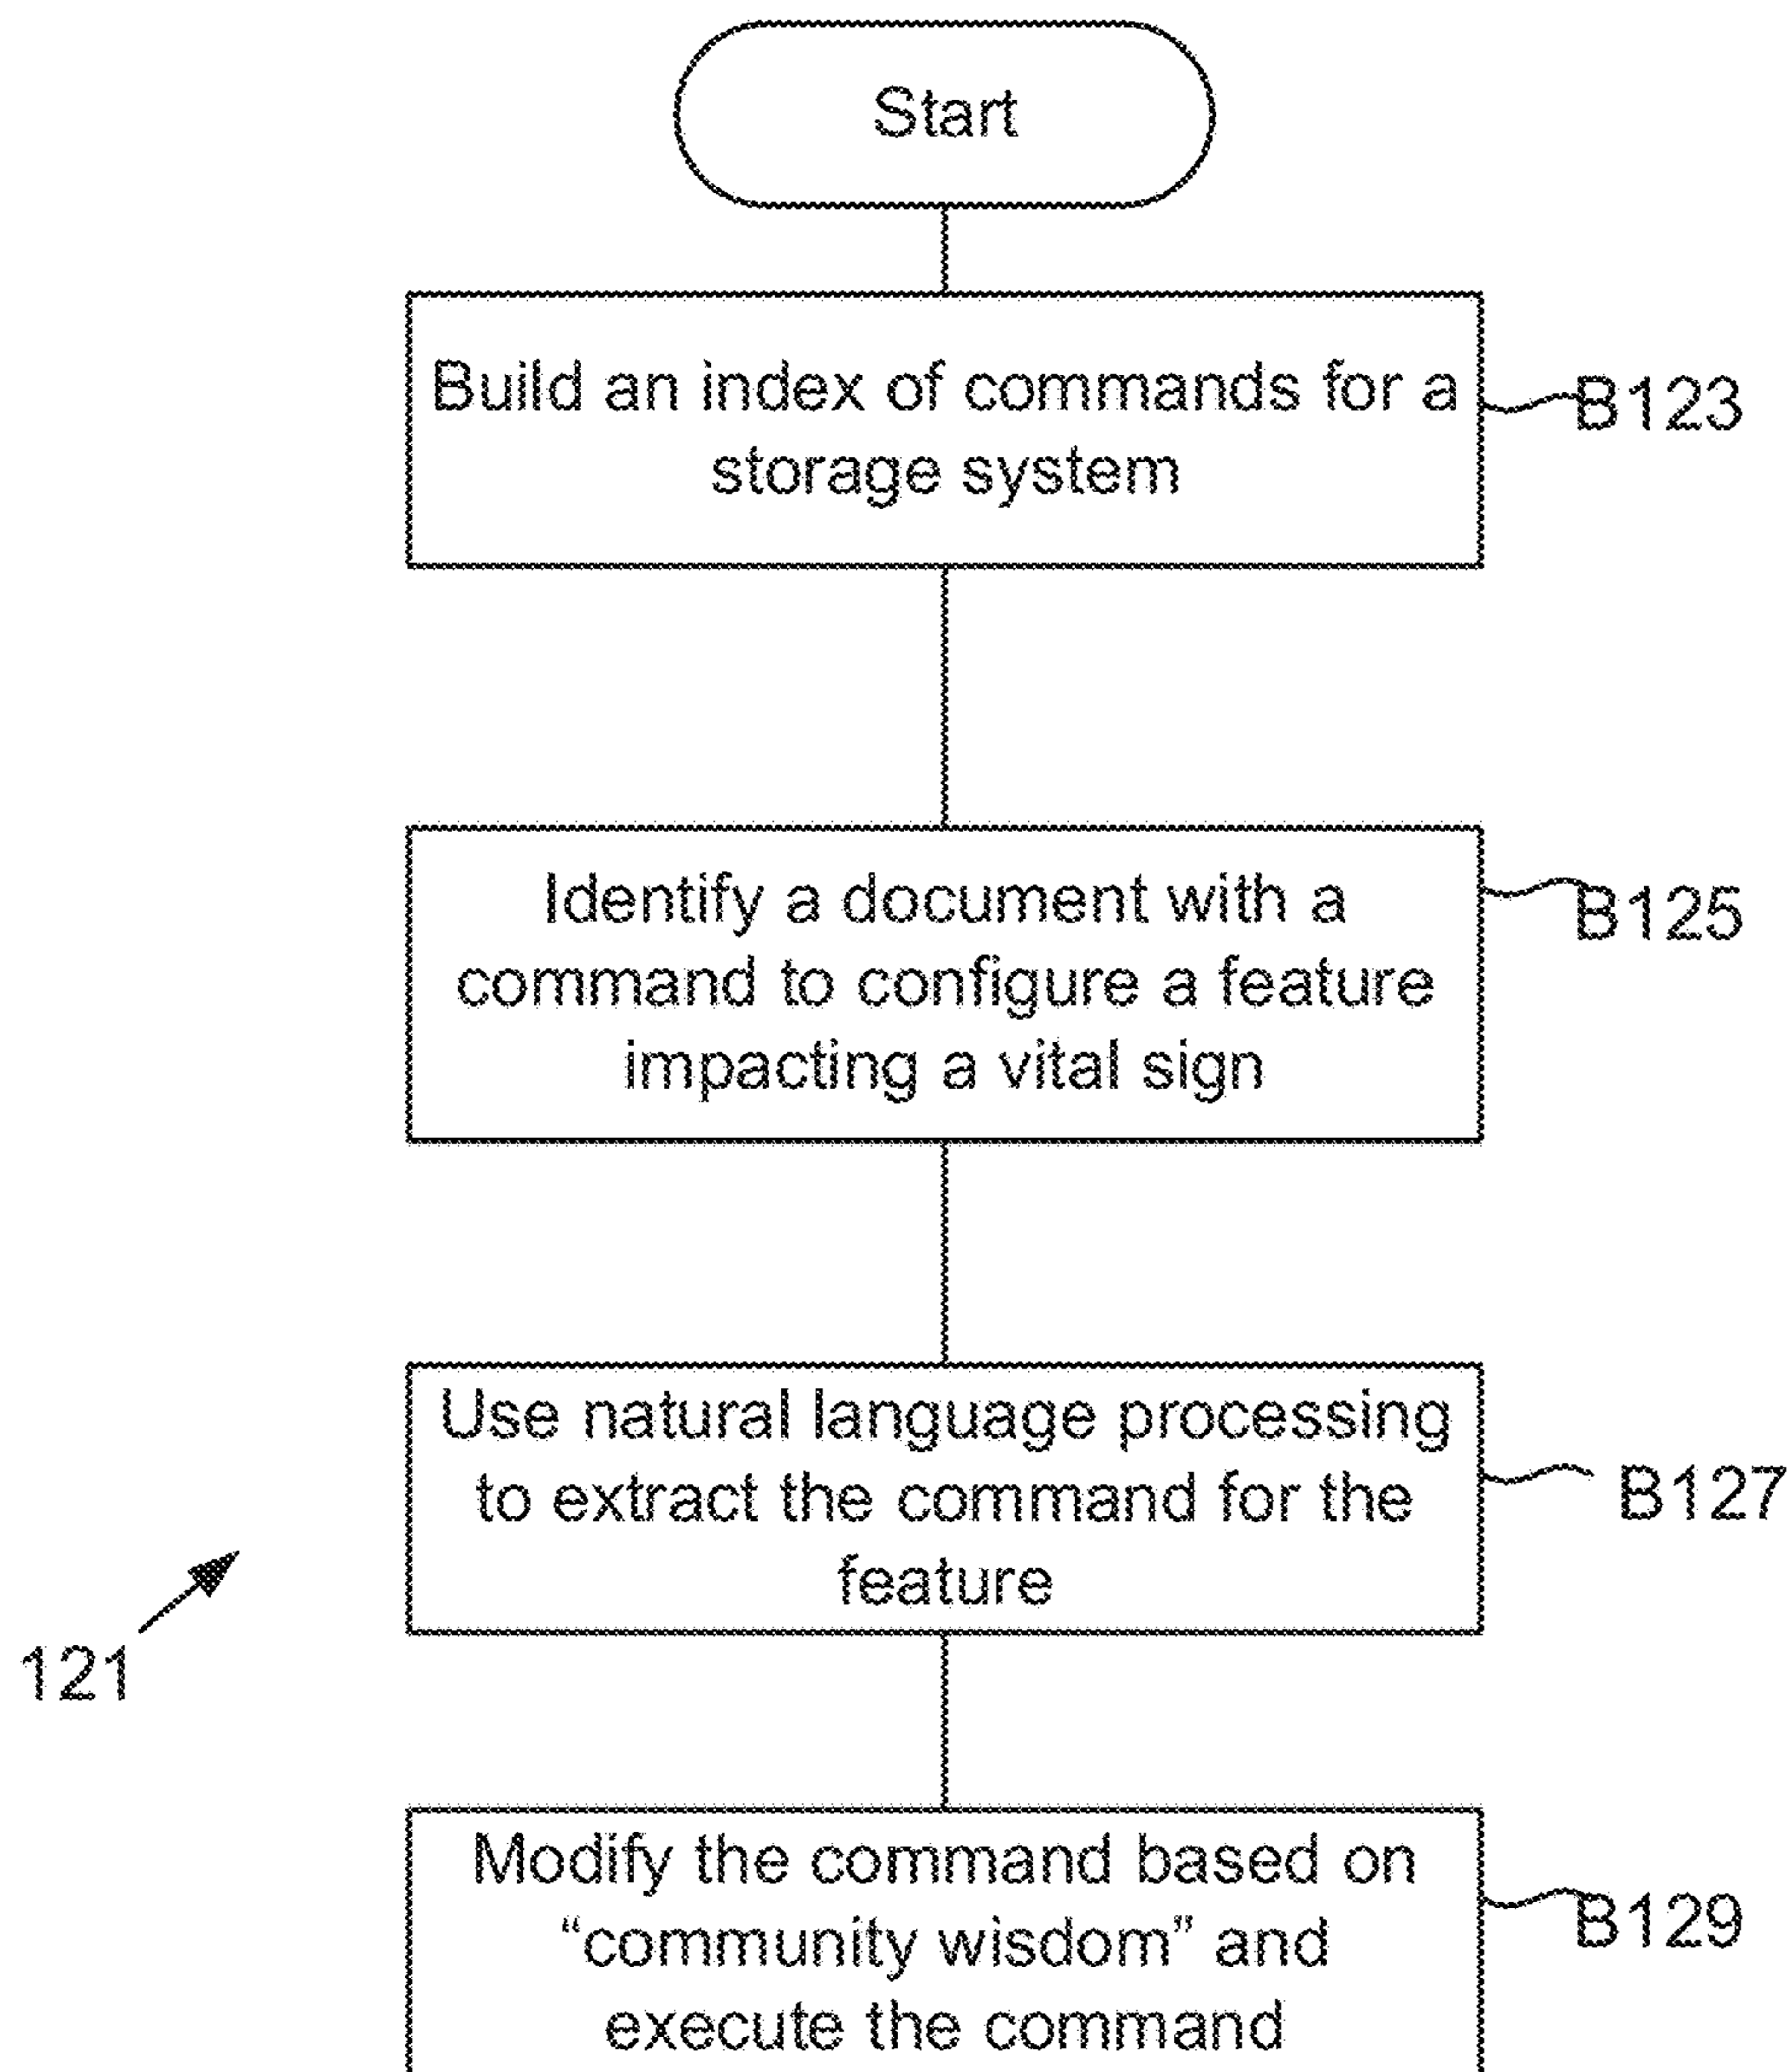 Start
Build an index of commands for a
storage system
B123
Identify a document with a
command to configure a feature
impacting a vital sign
B125
Use natural language processing
to extract the command for the
feature
B127
121
Modify the command based on
“community wisdom” and
execute the command
B129